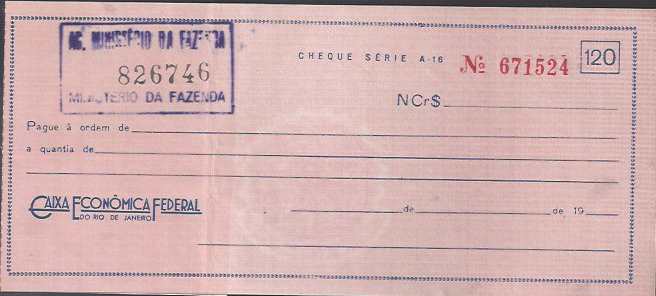 AG. MINISTÉRIO DA FAZENDA
826746
MINISTERIO DA FAZENDA
CHEQUE SÉRIE A-16
Nº 671524
120
NCr$
Pague à ordem de
a quantia de
CAIXA ECONÔMICA FEDERAL
DO RIO DE JANEIRO
de de 19